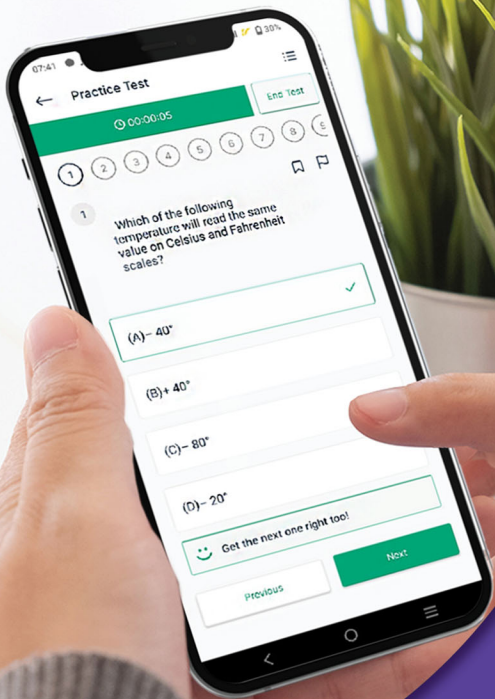 07:41 30%
← Practice Test
00:00:05 End Test
1 2 3 4 5 6 7 8 9
1 Which of the following
temperature will read the same
value on Celsius and Fahrenheit
scales?
(A)− 40°
(B)+ 40°
(C)− 80°
(D)− 20°
Get the next one right too!
Previous Next